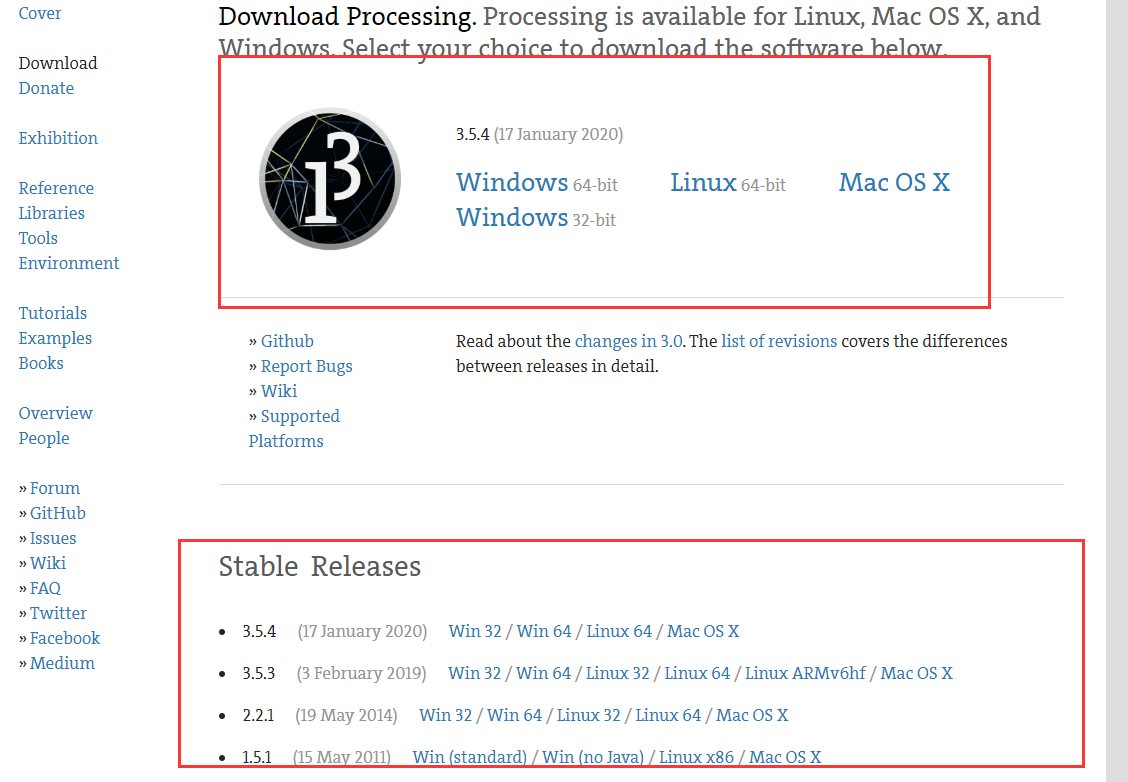 Cover
Download
Donate
Exhibition
Reference
Libraries
Tools
Environment
Tutorials
Examples
Books
Overview
People
» Forum
» GitHub
» Issues
» Wiki
» FAQ
» Twitter
» Facebook
» Medium
Download Processing. Processing is available for Linux, Mac OS X, and
Windows. Select your choice to download the software below.
3
1
3.5.4 (17 January 2020)
Windows 64-bit Linux 64-bit Mac OS X
Windows 32-bit
» Github
» Report Bugs
» Wiki
» Supported
Platforms
Read about the changes in 3.0. The list of revisions covers the differences
between releases in detail.
Stable Releases
• 3.5.4 (17 January 2020) Win 32 / Win 64 / Linux 64 / Mac OS X
• 3.5.3 (3 February 2019) Win 32 / Win 64 / Linux 32 / Linux 64 / Linux ARMv6hf / Mac OS X
• 2.2.1 (19 May 2014) Win 32 / Win 64 / Linux 32 / Linux 64 / Mac OS X
• 1.5.1 (15 May 2011) Win (standard) / Win (no Java) / Linux x86 / Mac OS X